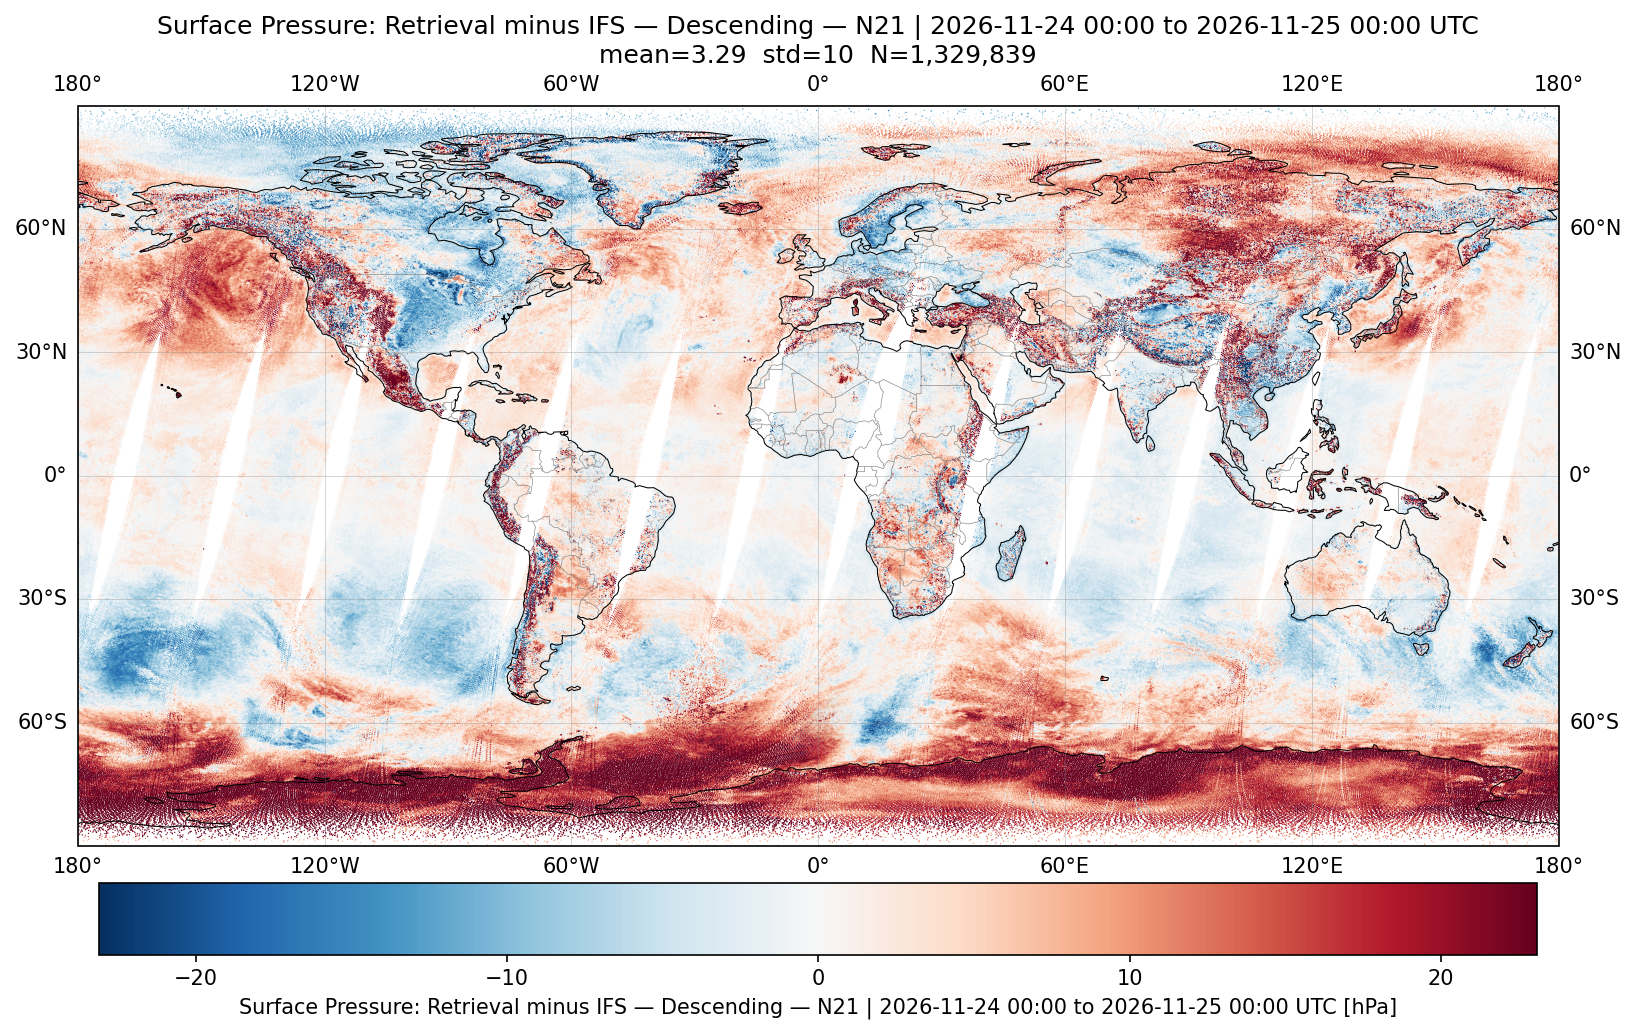 Surface Pressure: Retrieval minus IFS — Descending — N21 | 2026-11-24 00:00 to 2026-11-25 00:00 UTC
mean=3.29  std=10  N=1,329,839
180° 120°W 60°W 0° 60°E 120°E 180°
60°N 60°N
30°N 30°N
0° 0°
30°S 30°S
60°S 60°S
180° 120°W 60°W 0° 60°E 120°E 180°
−20 −10 0 10 20
Surface Pressure: Retrieval minus IFS — Descending — N21 | 2026-11-24 00:00 to 2026-11-25 00:00 UTC [hPa]